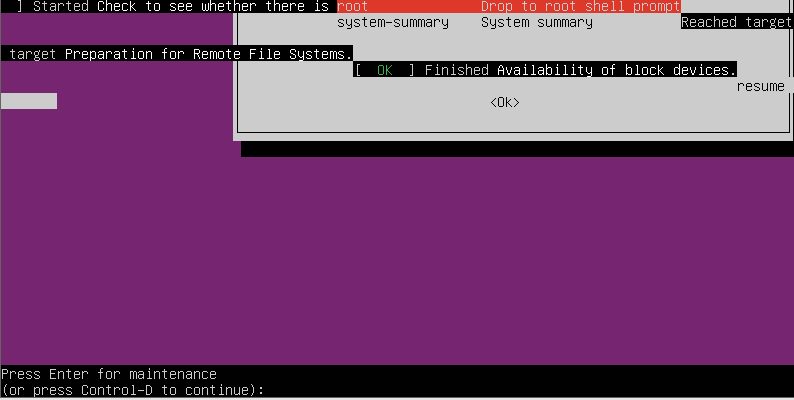 ] Started Check to see whether there is root Drop to root shell prompt
system-summary System summary Reached target
target Preparation for Remote File Systems.
[ OK ] Finished Availability of block devices.
resume
<Ok>
Press Enter for maintenance
(or press Control-D to continue):